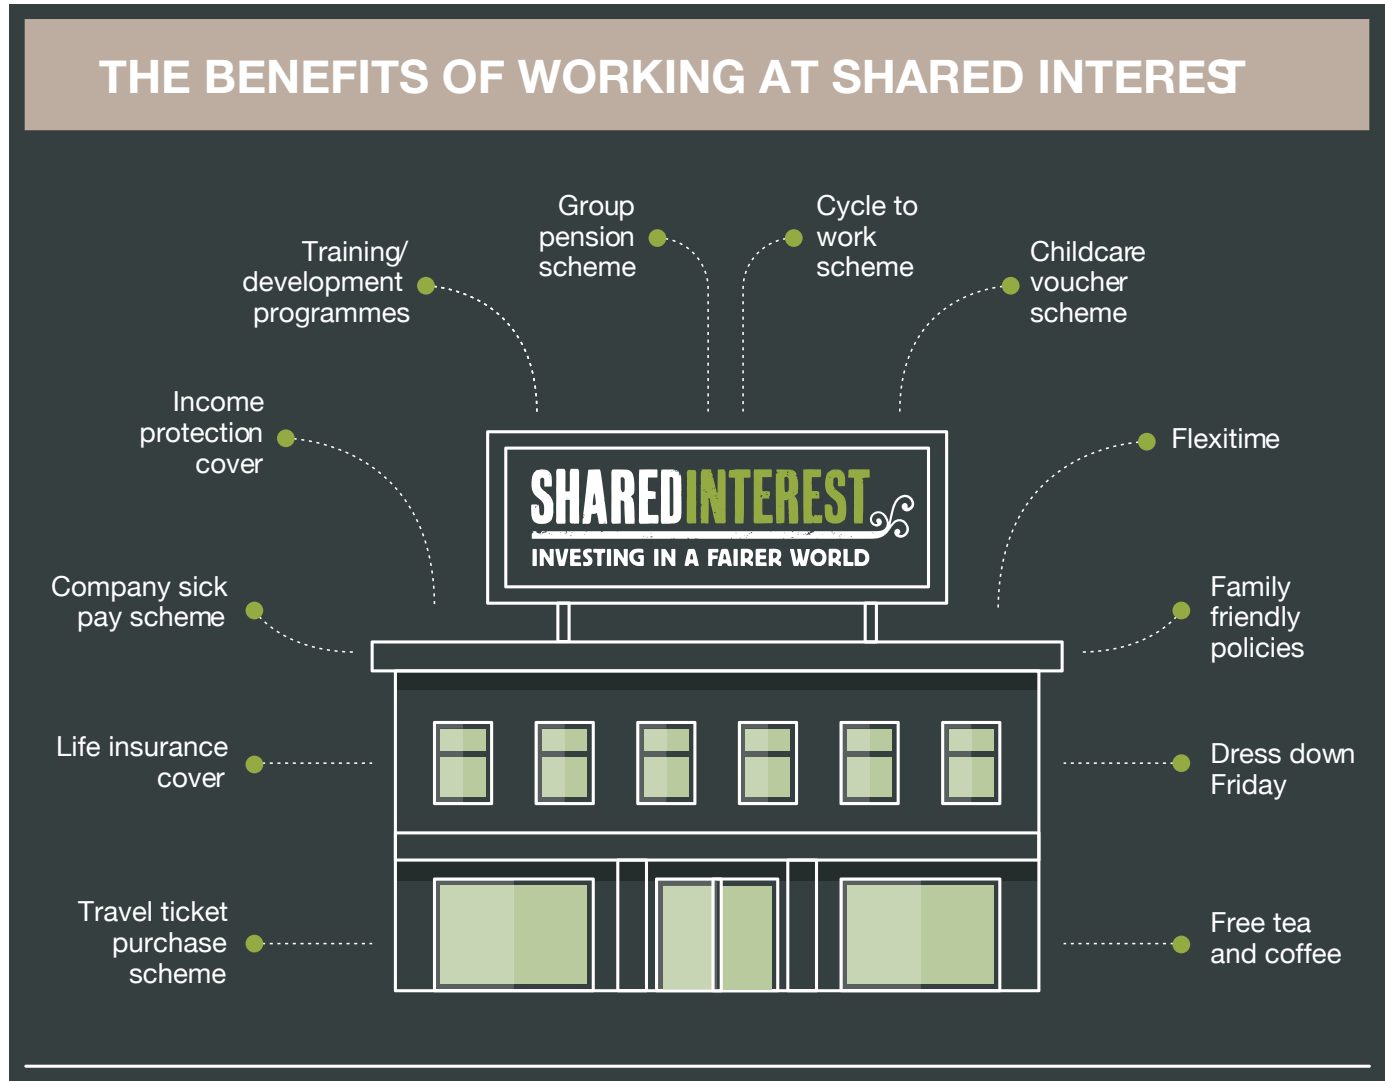 THE BENEFITS OF WORKING AT SHARED INTEREST
Group
pension
scheme
Cycle to
work
scheme
Training/
development
programmes
Childcare
voucher
scheme
Income
protection
cover
Flexitime
SHAREDINTEREST
INVESTING IN A FAIRER WORLD
Company sick
pay scheme
Family
friendly
policies
Life insurance
cover
Dress down
Friday
Travel ticket
purchase
scheme
Free tea
and coffee